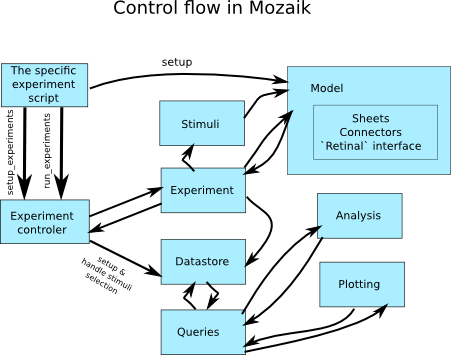 Control flow in Mozaik
setup
The specific
experiment
script
Model
Sheets
Connectors
`Retinal` interface
Stimuli
setup_experiments
run_experiments
Experiment
Experiment
controler
Analysis
setup &
handle stimuli
selection
Datastore
Plotting
Queries